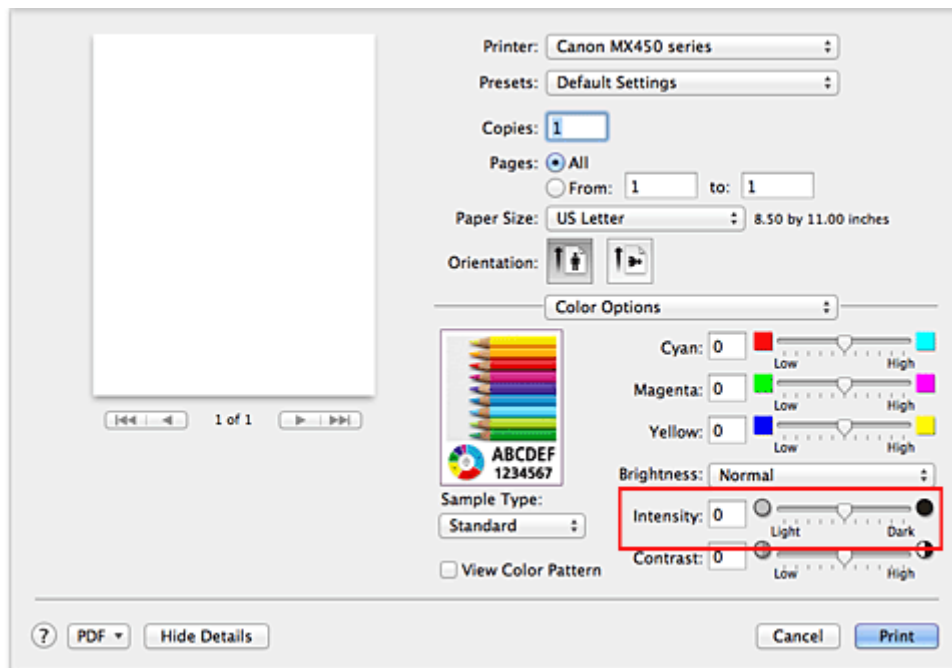 Printer: Canon MX450 series
Presets: Default Settings
Copies: 1
Pages: All
From: 1 to: 1
Paper Size: US Letter 8.50 by 11.00 inches
Orientation:
Color Options
1 of 1
ABCDEF
1234567
Sample Type:
Standard
View Color Pattern
Cyan: 0
Low High
Magenta: 0
Low High
Yellow: 0
Low High
Brightness: Normal
Intensity: 0
Light Dark
Contrast: 0
Low High
? PDF Hide Details Cancel Print